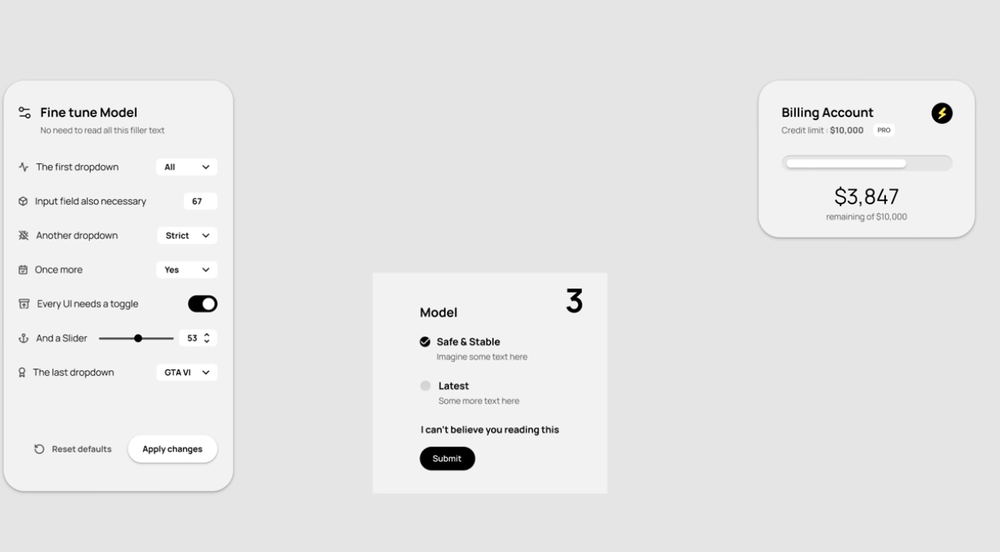 Fine tune Model
No need to read all this filler text
The first dropdown All
Input field also necessary 67
Another dropdown Strict
Once more Yes
Every UI needs a toggle
And a Slider 53
The last dropdown GTA VI
Reset defaults Apply changes
3
Model
Safe & Stable
Imagine some text here
Latest
Some more text here
I can't believe you reading this
Submit
Billing Account
Credit limit : $10,000 PRO
$3,847
remaining of $10,000